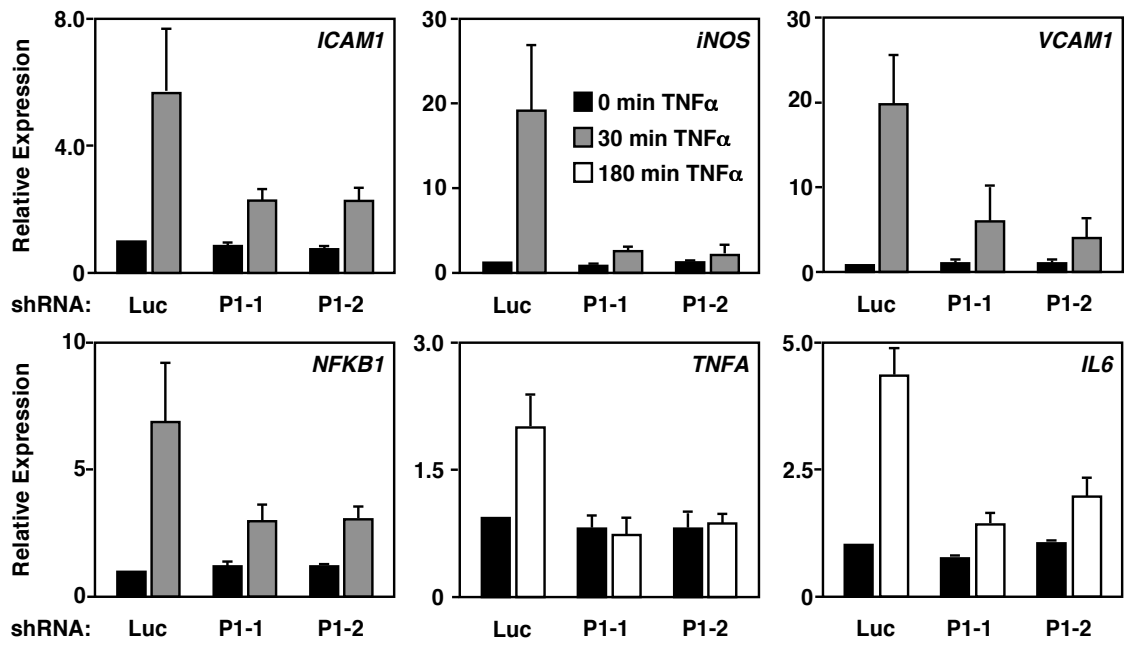 Relative Expression
8.0
4.0
0
ICAM1
shRNA: Luc P1-1 P1-2
30
20
10
0
iNOS
0 min TNFα
30 min TNFα
180 min TNFα
Luc P1-1 P1-2
30
20
10
0
VCAM1
Luc P1-1 P1-2
Relative Expression
10
5
0
NFKB1
shRNA: Luc P1-1 P1-2
3.0
1.5
0
TNFA
Luc P1-1 P1-2
5.0
2.5
0
IL6
Luc P1-1 P1-2